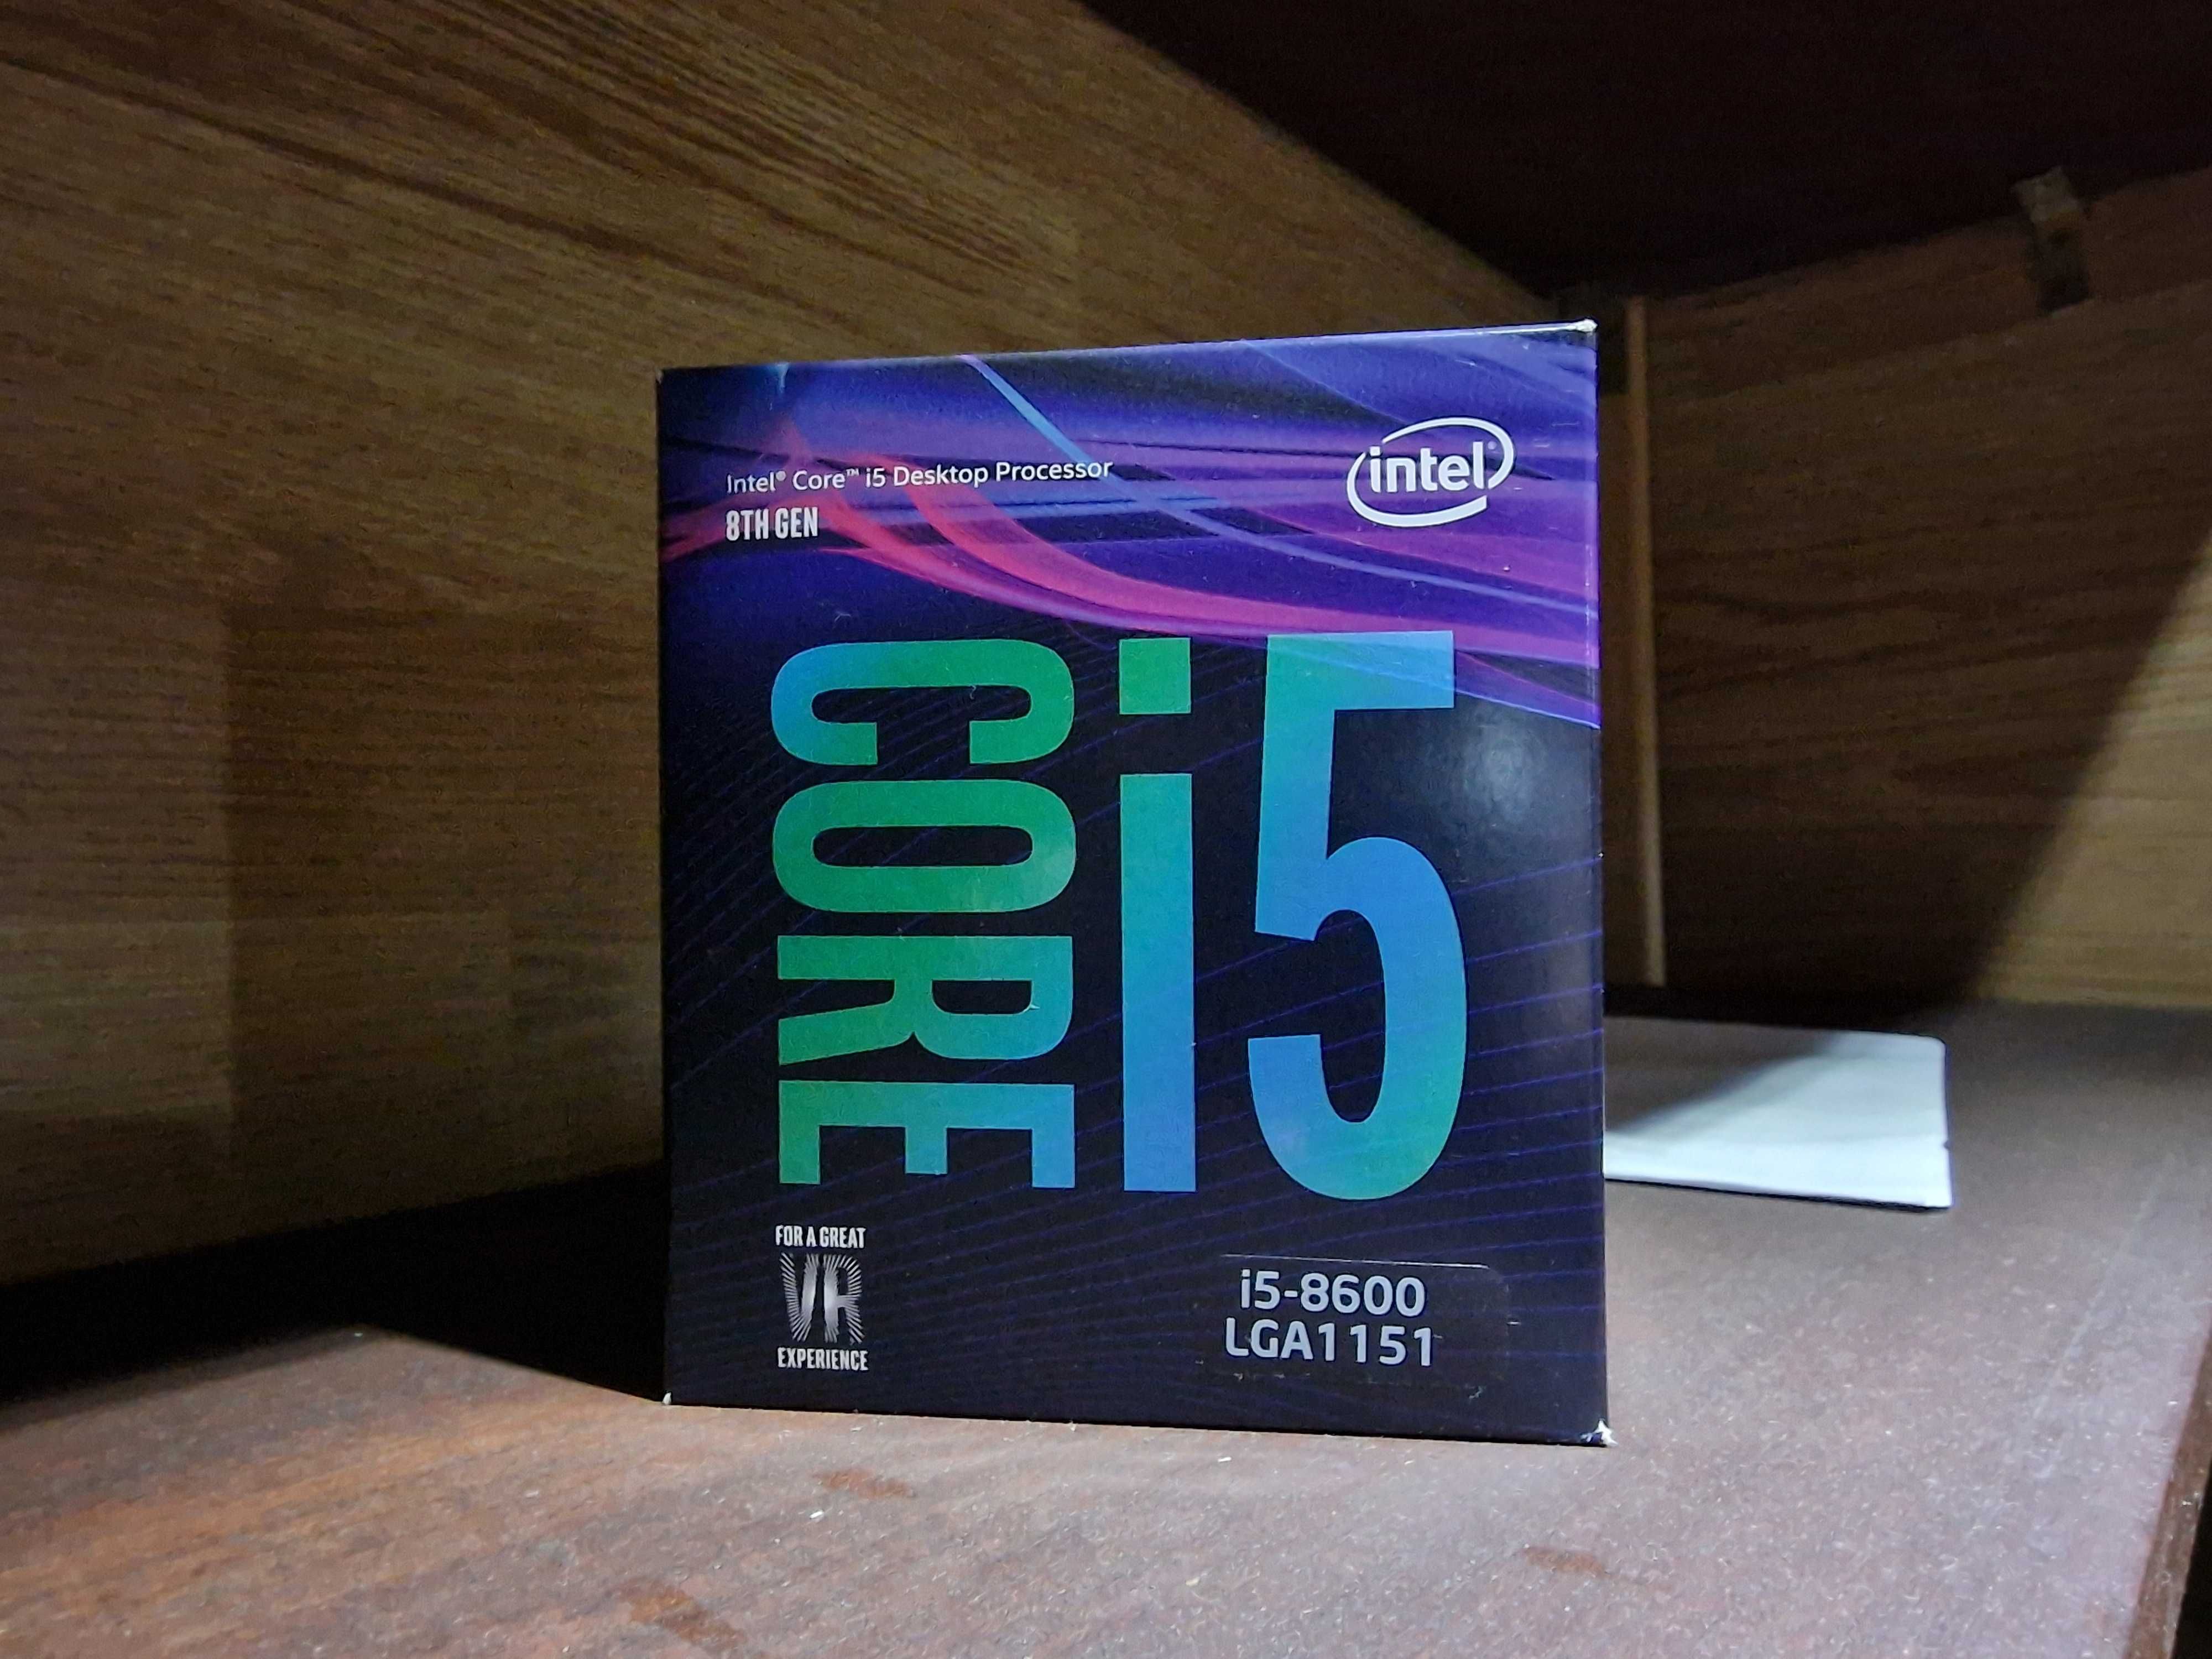 Intel® Core™ i5 Desktop Processor
8TH GEN
intel®
CORE i5
FOR A GREAT
VR
EXPERIENCE
i5-8600
LGA1151